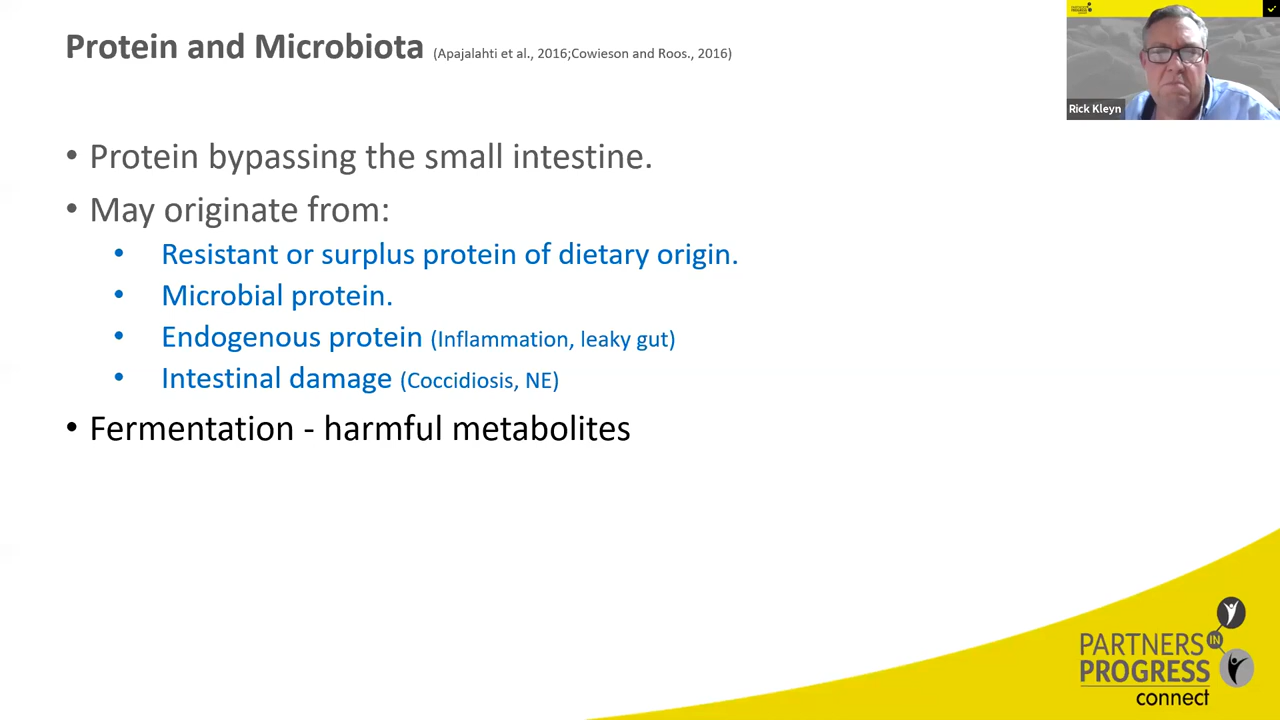 Protein and Microbiota (Apajalahti et al., 2016;Cowieson and Roos., 2016)
Rick Kleyn
• Protein bypassing the small intestine.
• May originate from:
• Resistant or surplus protein of dietary origin.
• Microbial protein.
• Endogenous protein (Inflammation, leaky gut)
• Intestinal damage (Coccidiosis, NE)
• Fermentation - harmful metabolites
PARTNERS IN
PROGRESS
connect